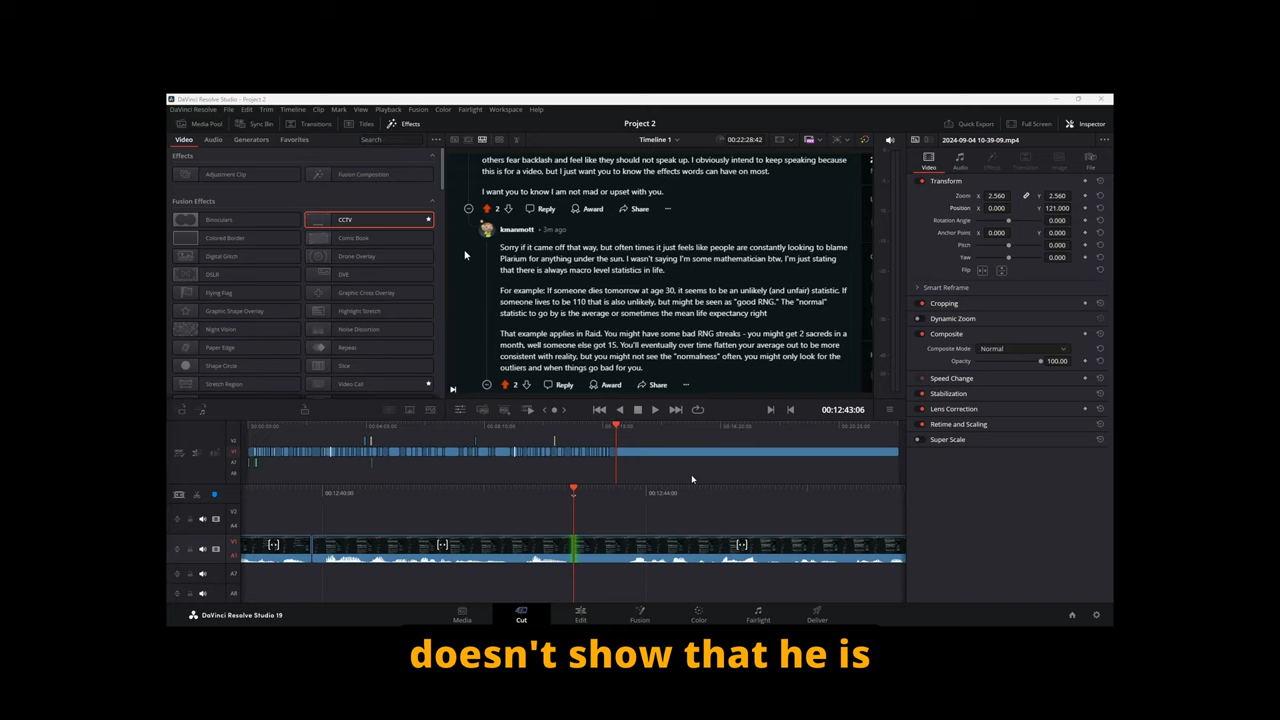 DaVinci Resolve Studio - Project 2
DaVinci Resolve File Edit Trim Timeline Clip Mark View Playback Fusion Color Fairlight Workspace Help
Media Pool Sync Bin Transitions Titles Effects Project 2 Quick Export Full Screen Inspector
Video Audio Generators Favorites Search Timeline 1 00:22:28:42 2024-09-04 10-39-09.mp4
Effects
Adjustment Clip Fusion Composition
Fusion Effects
Binoculars CCTV
Colored Border Comic Book
Digital Glitch Drone Overlay
DSLR DVE
Flying Flag Graphic Cross Overlay
Graphic Shape Overlay Highlight Stretch
Night Vision Noise Distortion
Paper Edge Repeat
Shape Circle Slice
Stretch Region Video Call
others fear backlash and feel like they should not speak up. I obviously intend to keep speaking because
this is for a video, but I just want you to know the effects words can have on most.
I want you to know I am not mad or upset with you.
2 Reply Award Share
kmanmott · 3m ago
Sorry if it came off that way, but often times it just feels like people are constantly looking to blame
Plarium for anything under the sun. I wasn't saying I'm some mathematician btw, I'm just stating
that there is always macro level statistics in life.
For example: If someone dies tomorrow at age 30, it seems to be an unlikely (and unfair) statistic. If
someone lives to be 110 that is also unlikely, but might be seen as "good RNG." The "normal"
statistic to go by is the average or sometimes the mean life expectancy right
That example applies in Raid. You might have some bad RNG streaks - you might get 2 sacreds in a
month, well someone else got 15. You'll eventually over time flatten your average out to be more
consistent with reality, but you might not see the "normalness" often, you might only look for the
outliers and when things go bad for you.
2 Reply Award Share
Video Audio Effects Transition Image File
Transform
Zoom X 2.560 Y 2.560
Position X 0.000 Y 121.000
Rotation Angle 0.000
Anchor Point X 0.000 Y 0.000
Pitch 0.000
Yaw 0.000
Flip
Smart Reframe
Cropping
Dynamic Zoom
Composite
Composite Mode Normal
Opacity 100.00
Speed Change
Stabilization
Lens Correction
Retime and Scaling
Super Scale
00:12:43:06
00:00:00:00 00:04:05:00 00:08:10:00 00:16:20:00 00:20:25:00
V2
V1
A7
A8
00:12:40:00 00:12:44:00
V2
A4
V1
A1
A7
A8
DaVinci Resolve Studio 19 Media Cut Edit Fusion Color Fairlight Deliver
doesn't show that he is